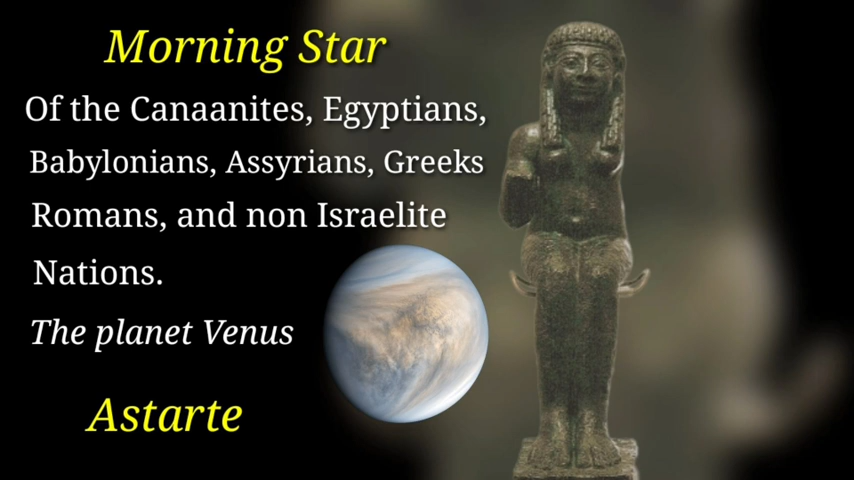 Morning Star
Of the Canaanites, Egyptians,
Babylonians, Assyrians, Greeks
Romans, and non Israelite
Nations.
The planet Venus
Astarte